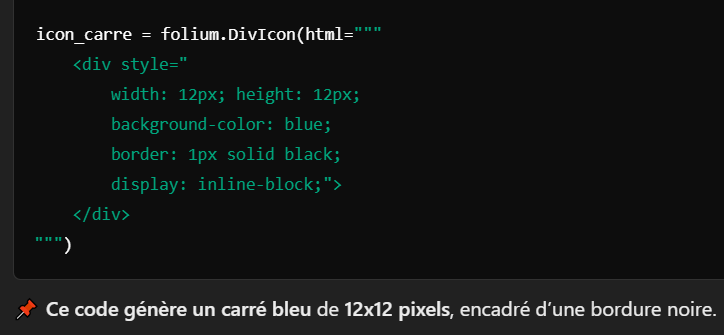 icon_carre = folium.DivIcon(html="""
    <div style="
        width: 12px; height: 12px;
        background-color: blue;
        border: 1px solid black;
        display: inline-block;">
    </div>
""")
📌 Ce code génère un carré bleu de 12x12 pixels, encadré d’une bordure noire.